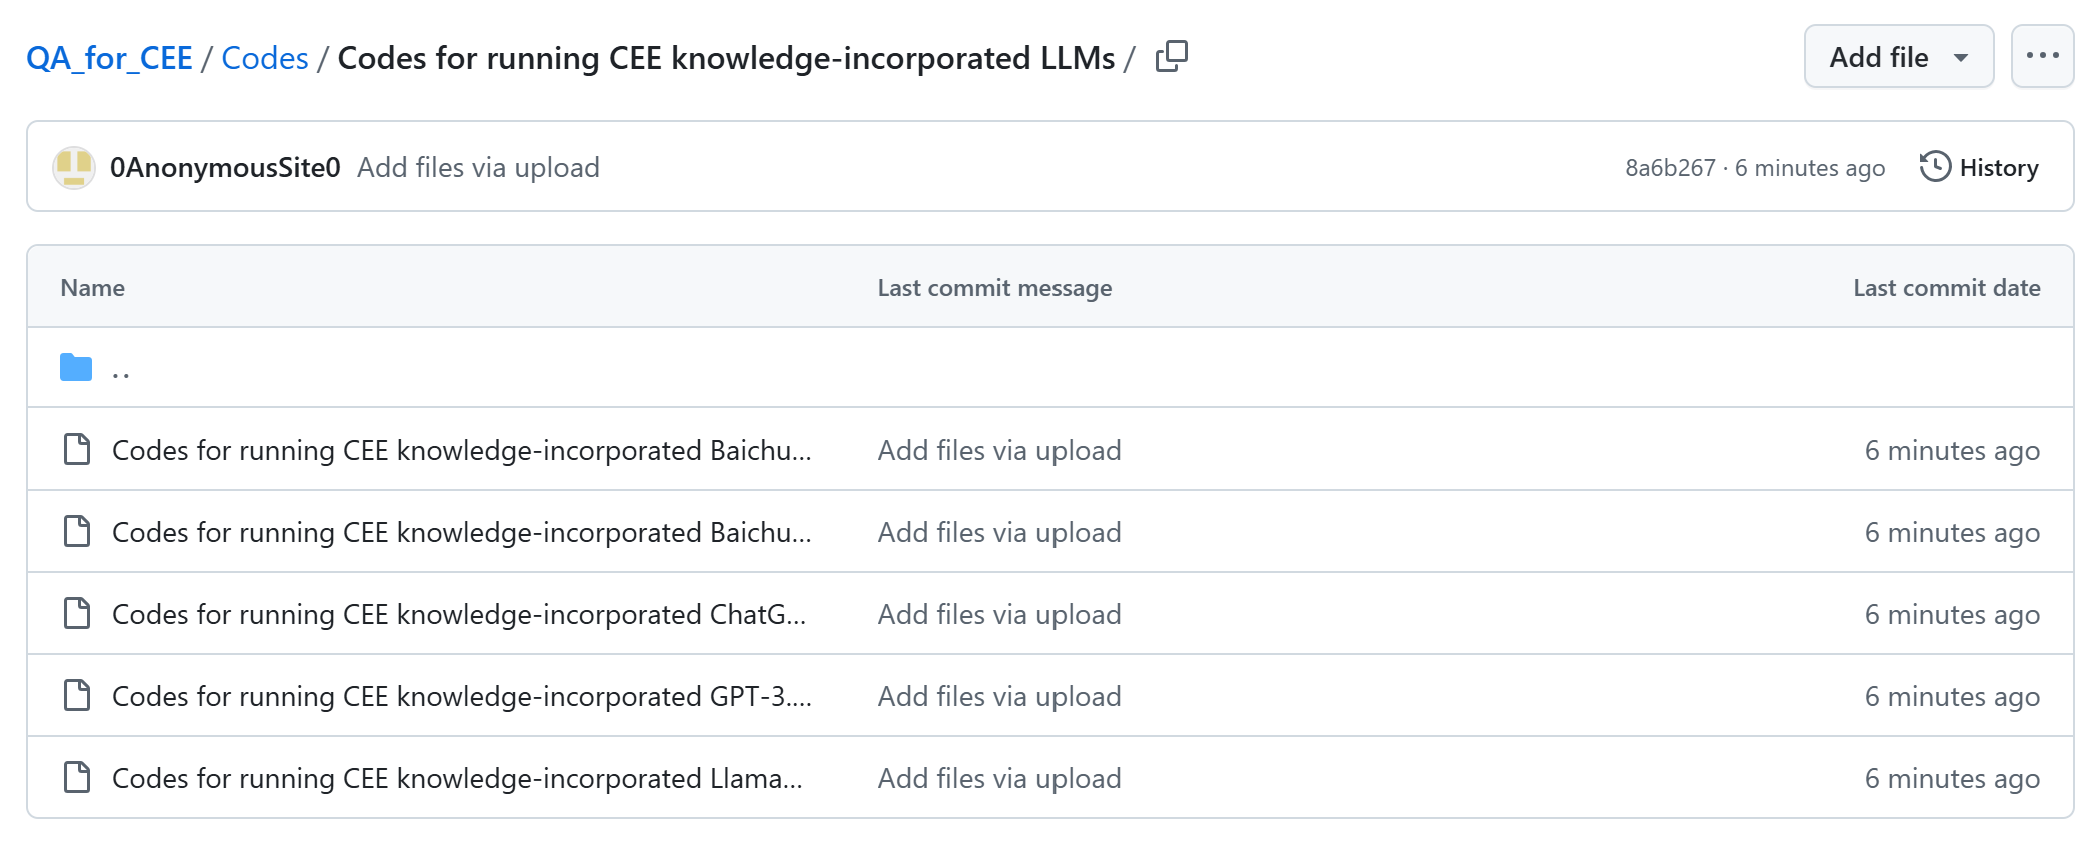 QA_for_CEE / Codes / Codes for running CEE knowledge-incorporated LLMs /
Add file
0AnonymousSite0 Add files via upload
8a6b267 · 6 minutes ago
History
Name Last commit message Last commit date
..
Codes for running CEE knowledge-incorporated Baichu... Add files via upload 6 minutes ago
Codes for running CEE knowledge-incorporated Baichu... Add files via upload 6 minutes ago
Codes for running CEE knowledge-incorporated ChatG... Add files via upload 6 minutes ago
Codes for running CEE knowledge-incorporated GPT-3.... Add files via upload 6 minutes ago
Codes for running CEE knowledge-incorporated Llama... Add files via upload 6 minutes ago